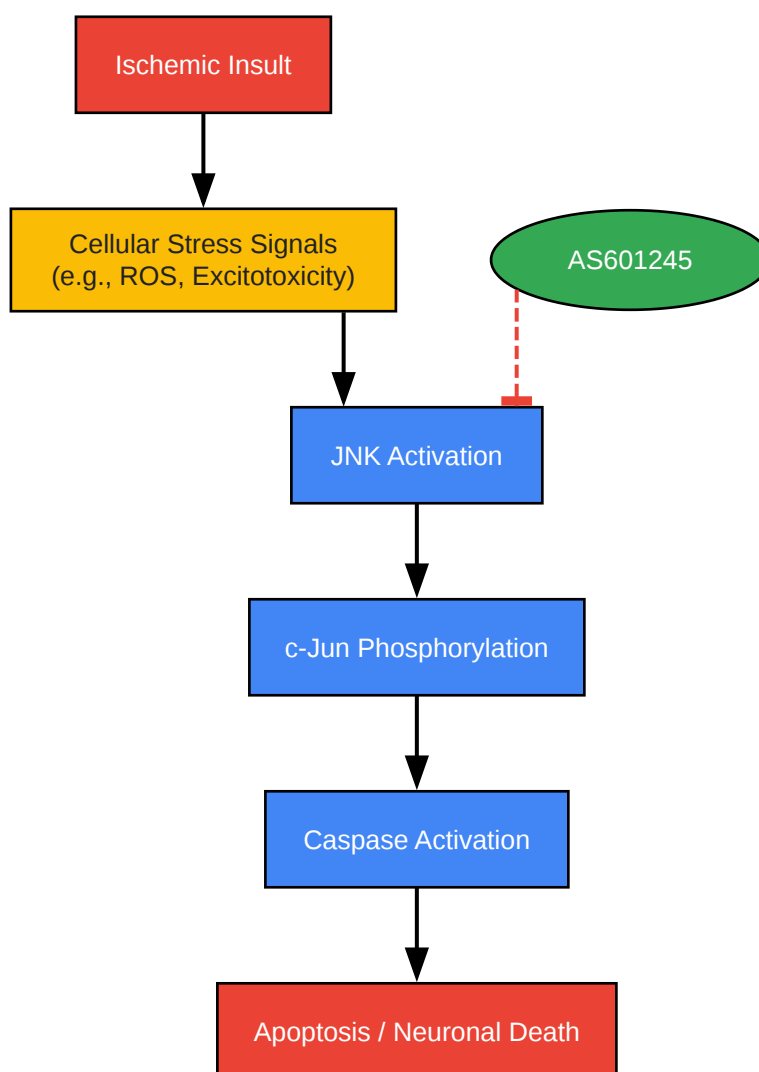 Ischemic Insult
Cellular Stress Signals
(e.g., ROS, Excitotoxicity)
AS601245
JNK Activation
c-Jun Phosphorylation
Caspase Activation
Apoptosis / Neuronal Death